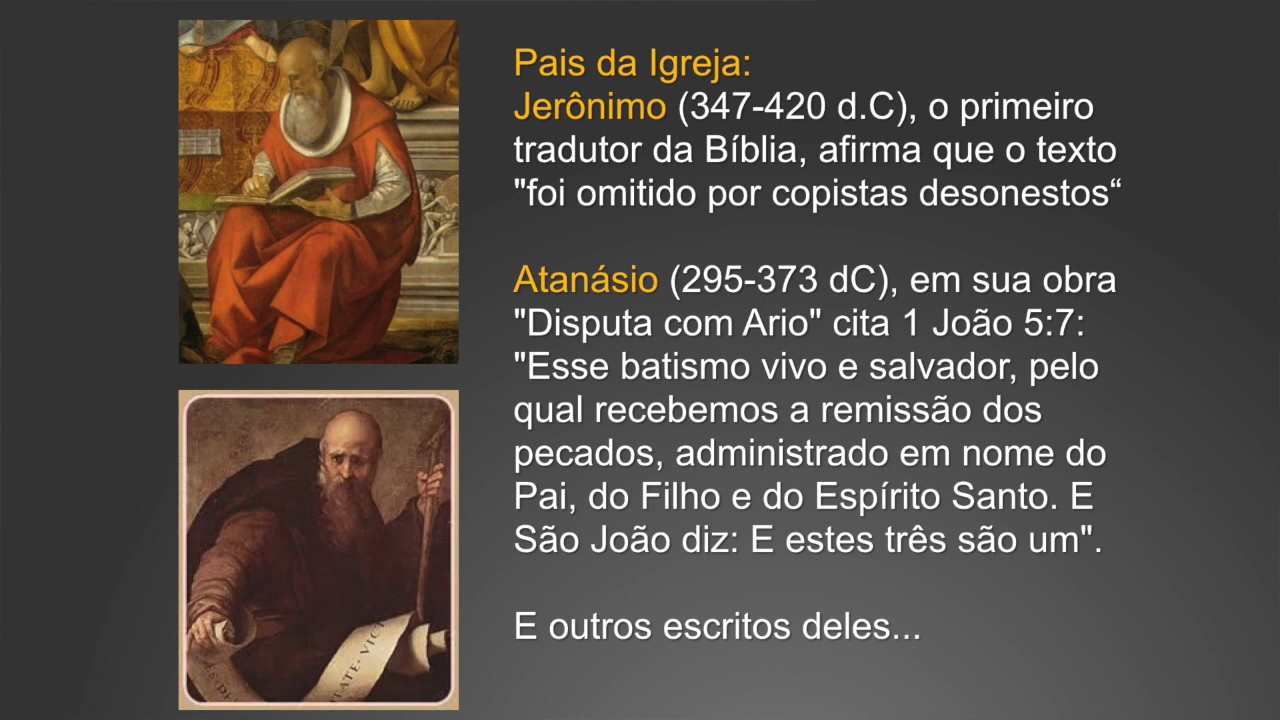 Pais da Igreja:
Jerônimo (347-420 d.C), o primeiro
tradutor da Bíblia, afirma que o texto
"foi omitido por copistas desonestos“
Atanásio (295-373 dC), em sua obra
"Disputa com Ario" cita 1 João 5:7:
"Esse batismo vivo e salvador, pelo
qual recebemos a remissão dos
pecados, administrado em nome do
Pai, do Filho e do Espírito Santo. E
São João diz: E estes três são um".
E outros escritos deles...